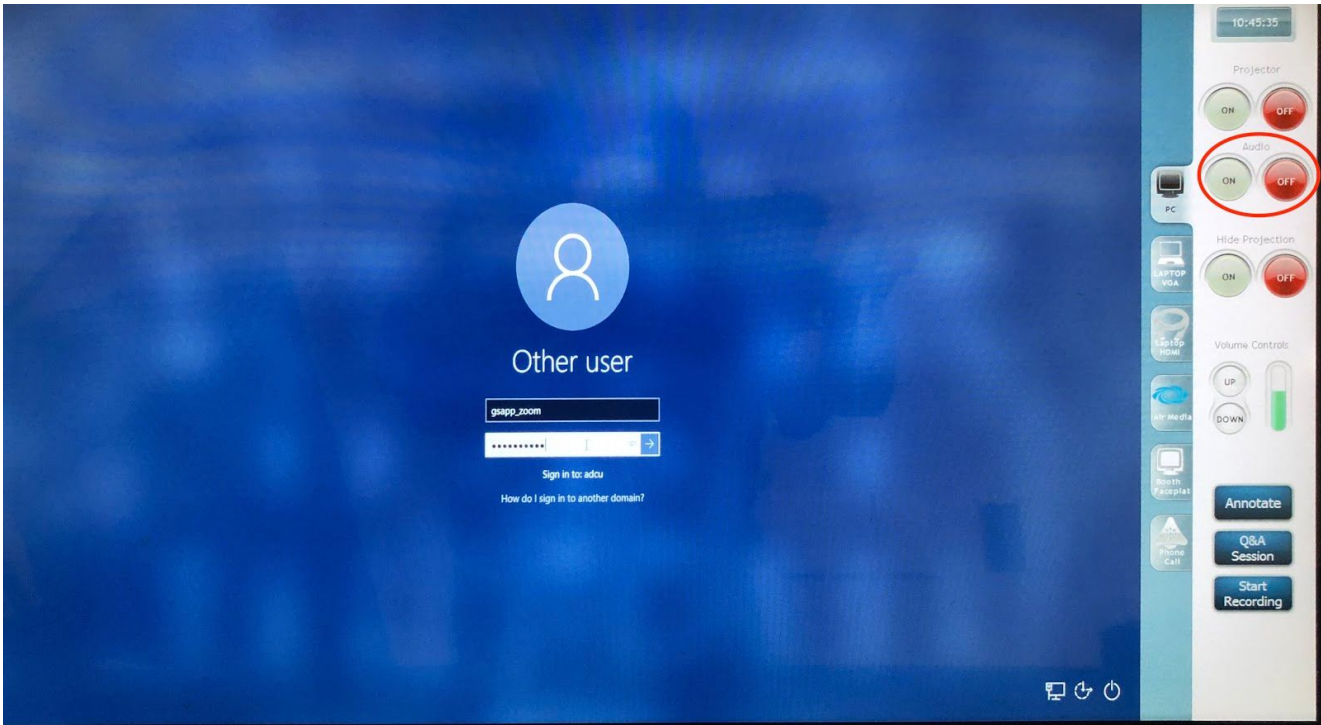 Other user
gsapp_zoom
Sign in to: adcu
How do I sign in to another domain?
PC
LAPTOP
VGA
Laptop
HDMI
Air Media
Booth
Faceplat
Phone
Call
10:45:35
Projector
ON OFF
Audio
ON OFF
Hide Projection
ON OFF
Volume Controls
UP
DOWN
Annotate
Q&A
Session
Start
Recording